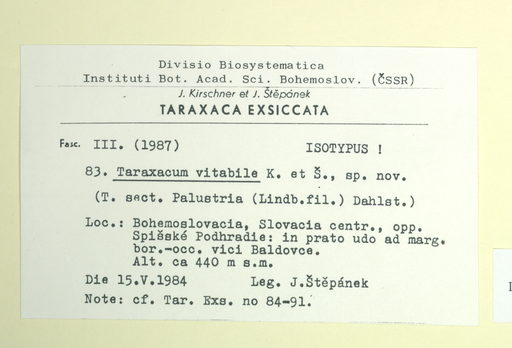 Divisio Biosystematica
Instituti Bot. Acad. Sci. Bohemoslov. (ČSSR)
J. Kirschner et J. Štěpánek
TARAXACA EXSICCATA
Fasc. III. (1987) ISOTYPUS !
83. Taraxacum vitabile K. et Š., sp. nov.
(T. sect. Palustria (Lindb.fil.) Dahlst.)
Loc.: Bohemoslovacia, Slovacia centr., opp.
Spišské Podhradie: in prato udo ad marg.
bor.-occ. vici Baldovce.
Alt. ca 440 m s.m.
Die 15.V.1984 Leg. J.Štěpánek
Note: cf. Tar. Exs. no 84-91.